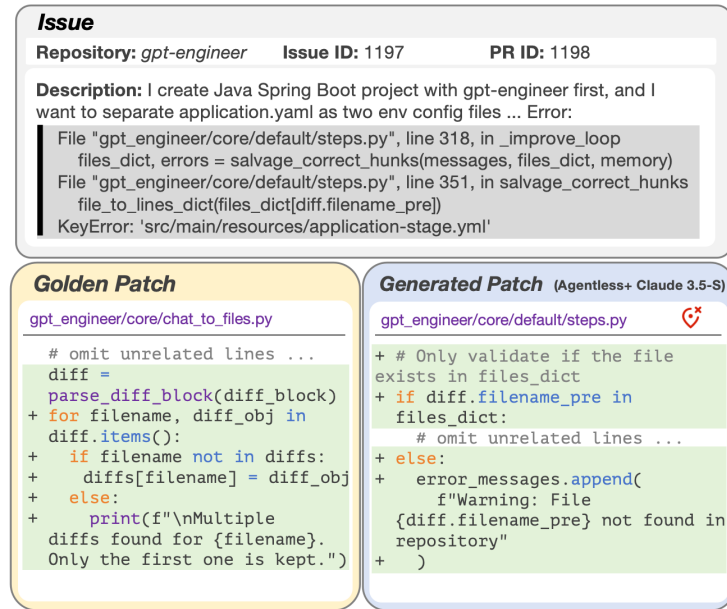 Issue
Repository: gpt-engineer Issue ID: 1197 PR ID: 1198
Description: I create Java Spring Boot project with gpt-engineer first, and I
want to separate application.yaml as two env config files ... Error:
File "gpt_engineer/core/default/steps.py", line 318, in _improve_loop
files_dict, errors = salvage_correct_hunks(messages, files_dict, memory)
File "gpt_engineer/core/default/steps.py", line 351, in salvage_correct_hunks
file_to_lines_dict(files_dict[diff.filename_pre])
KeyError: 'src/main/resources/application-stage.yml'
Golden Patch
gpt_engineer/core/chat_to_files.py
# omit unrelated lines ...
diff =
parse_diff_block(diff_block)
+ for filename, diff_obj in
diff.items():
+ if filename not in diffs:
+ diffs[filename] = diff_obj
+ else:
+ print(f"\nMultiple
diffs found for {filename}.
Only the first one is kept.")
Generated Patch (Agentless+ Claude 3.5-S)
gpt_engineer/core/default/steps.py
+ # Only validate if the file
exists in files_dict
+ if diff.filename_pre in
files_dict:
# omit unrelated lines ...
+ else:
+ error_messages.append(
f"Warning: File
{diff.filename_pre} not found in
repository"
+ )